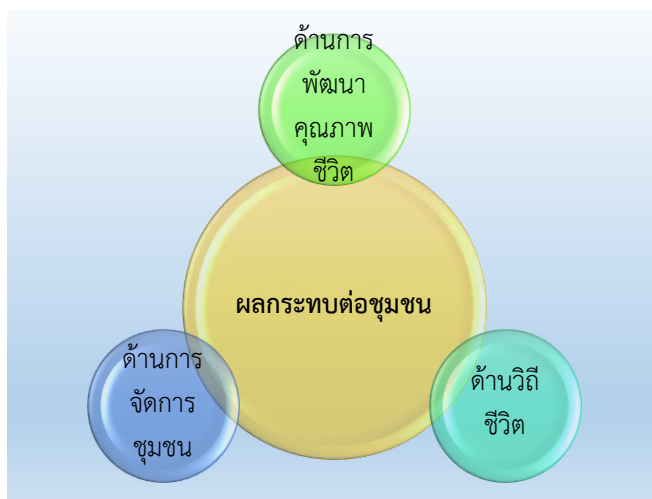 ด้านการ
พัฒนา
คุณภาพ
ชีวิต
ผลกระทบต่อชุมชน
ด้านการ
จัดการ
ชุมชน
ด้านวิถี
ชีวิต